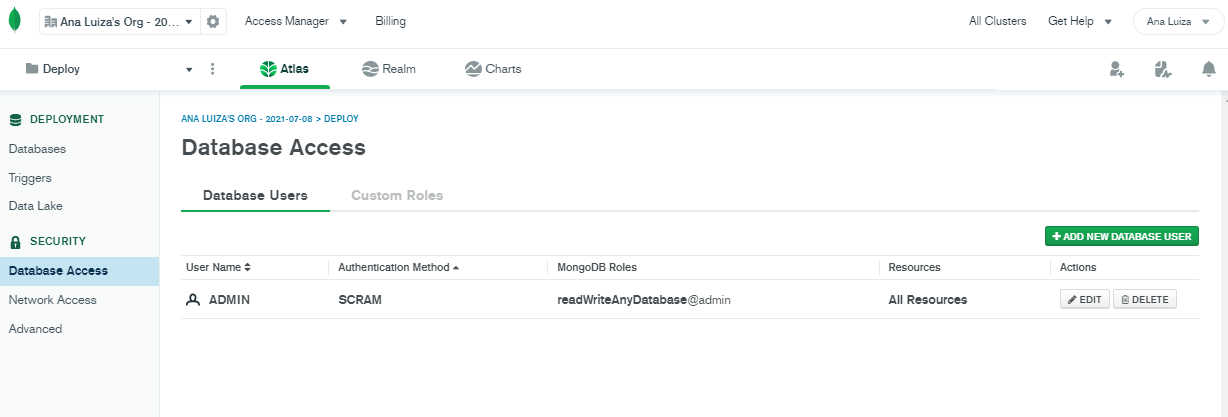 Ana Luiza's Org - 20... Access Manager Billing All Clusters Get Help Ana Luiza
Deploy Atlas Realm Charts
DEPLOYMENT
Databases
Triggers
Data Lake
SECURITY
Database Access
Network Access
Advanced
ANA LUIZA'S ORG - 2021-07-08 > DEPLOY
Database Access
Database Users Custom Roles
+ ADD NEW DATABASE USER
User Name Authentication Method MongoDB Roles Resources Actions
ADMIN SCRAM readWriteAnyDatabase@admin All Resources EDIT DELETE